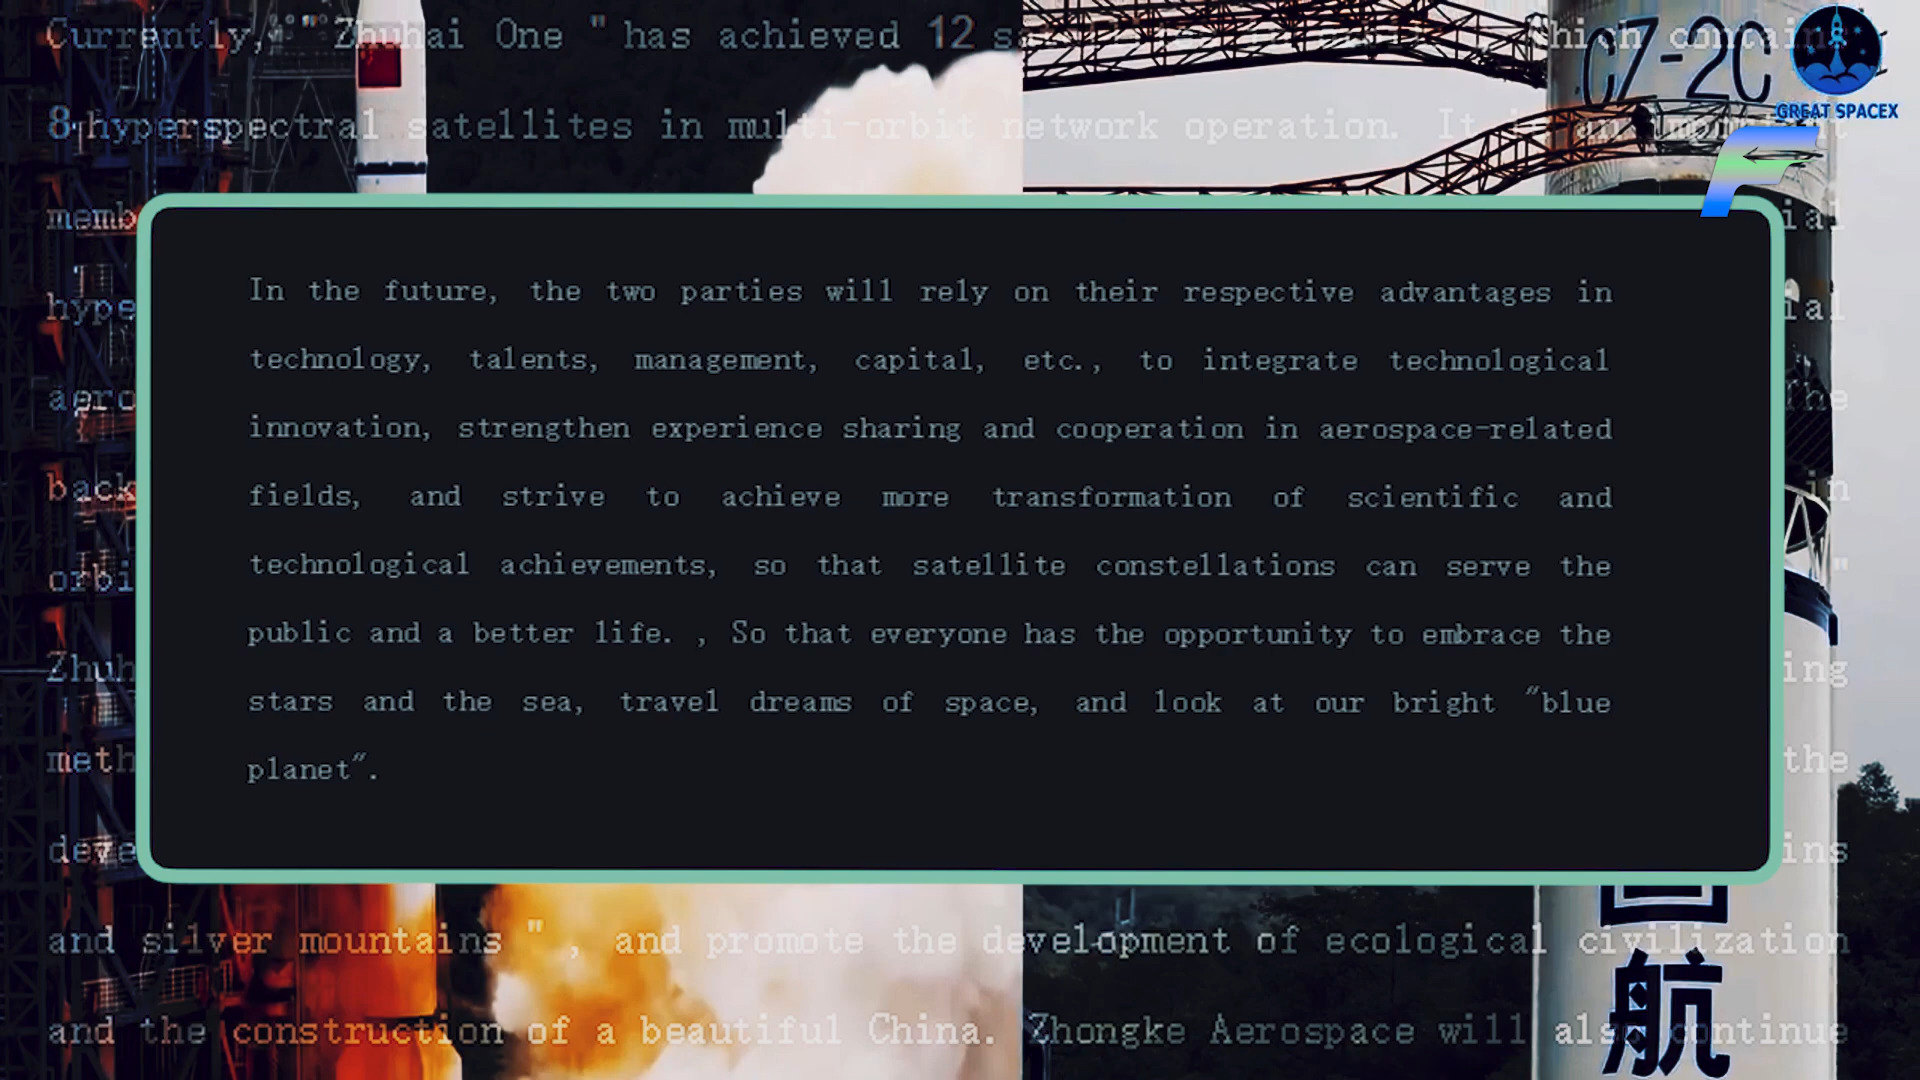 Currently, " Zhuhai One " has achieved 12
CZ-2C
which contain
GREAT SPACEX
8 hyperspectral satellites in multi-orbit network operation. It is an
F
In the future, the two parties will rely on their respective advantages in
technology, talents, management, capital, etc., to integrate technological
innovation, strengthen experience sharing and cooperation in aerospace-related
fields, and strive to achieve more transformation of scientific and
technological achievements, so that satellite constellations can serve the
public and a better life. , So that everyone has the opportunity to embrace the
stars and the sea, travel dreams of space, and look at our bright "blue
planet".
and silver mountains " , and promote the development of ecological civilization
and the construction of a beautiful China. Zhongke Aerospace will also continue
航